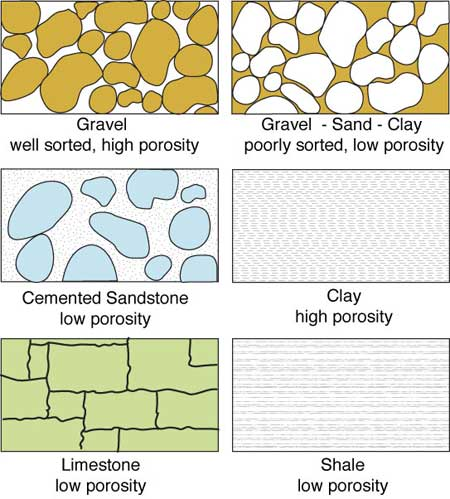 Gravel
well sorted, high porosity
Gravel - Sand - Clay
poorly sorted, low porosity
Cemented Sandstone
low porosity
Clay
high porosity
Limestone
low porosity
Shale
low porosity